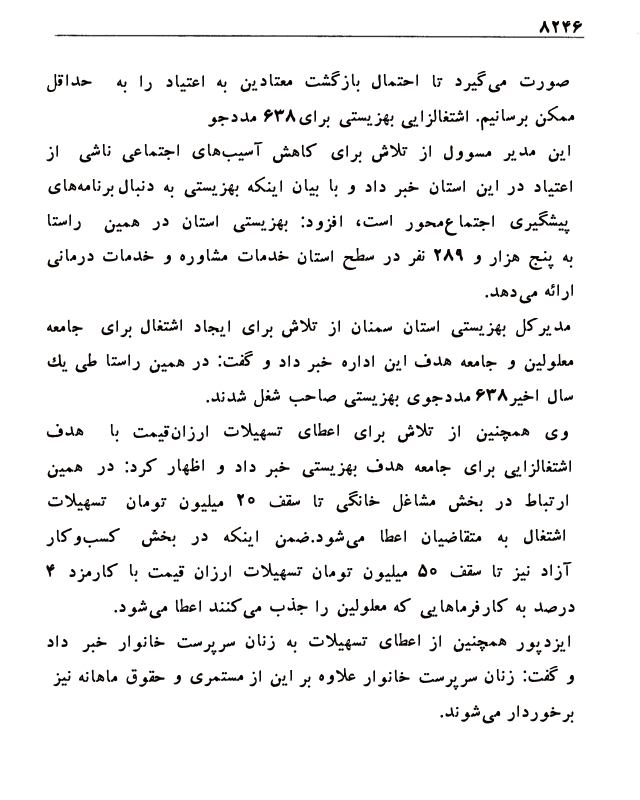 ۸۲۴۶
صورت می‌گیرد تا احتمال بازگشت معتادین به اعتیاد را به حداقل
ممکن برسانیم. اشتغالزایی بهزیستی برای۶۳۸ مددجو
این مدیر مسوول از تلاش برای کاهش آسیب‌های اجتماعی ناشی از
اعتیاد در این استان خبر داد و با بیان اینکه بهزیستی به دنبال برنامه‌های
پیشگیری اجتماع‌محور است، افزود: بهزیستی استان در همین راستا
به پنج هزار و ۲۸۹ نفر در سطح استان خدمات مشاوره و خدمات درمانی
ارائه می‌دهد.
مدیرکل بهزیستی استان سمنان از تلاش برای ایجاد اشتغال برای جامعه
معلولین و جامعه هدف این اداره خبر داد و گفت: در همین راستا طی یك
سال اخیر۶۳۸ مددجوی بهزیستی صاحب شغل شدند.
وی همچنین از تلاش برای اعطای تسهیلات ارزان‌قیمت با هدف
اشتغالزایی برای جامعه هدف بهزیستی خبر داد و اظهار کرد: در همین
ارتباط در بخش مشاغل خانگی تا سقف ۲۰ میلیون تومان تسهیلات
اشتغال به متقاضیان اعطا می‌شود.ضمن اینکه در بخش کسب‌وکار
آزاد نیز تا سقف ۵۰ میلیون تومان تسهیلات ارزان قیمت با کارمزد ۴
درصد به کارفرماهایی که معلولین را جذب می‌کنند اعطا می‌شود.
ایزدپور همچنین از اعطای تسهیلات به زنان سرپرست خانوار خبر داد
و گفت: زنان سرپرست خانوار علاوه بر این از مستمری و حقوق ماهانه نیز
برخوردار می‌شوند.